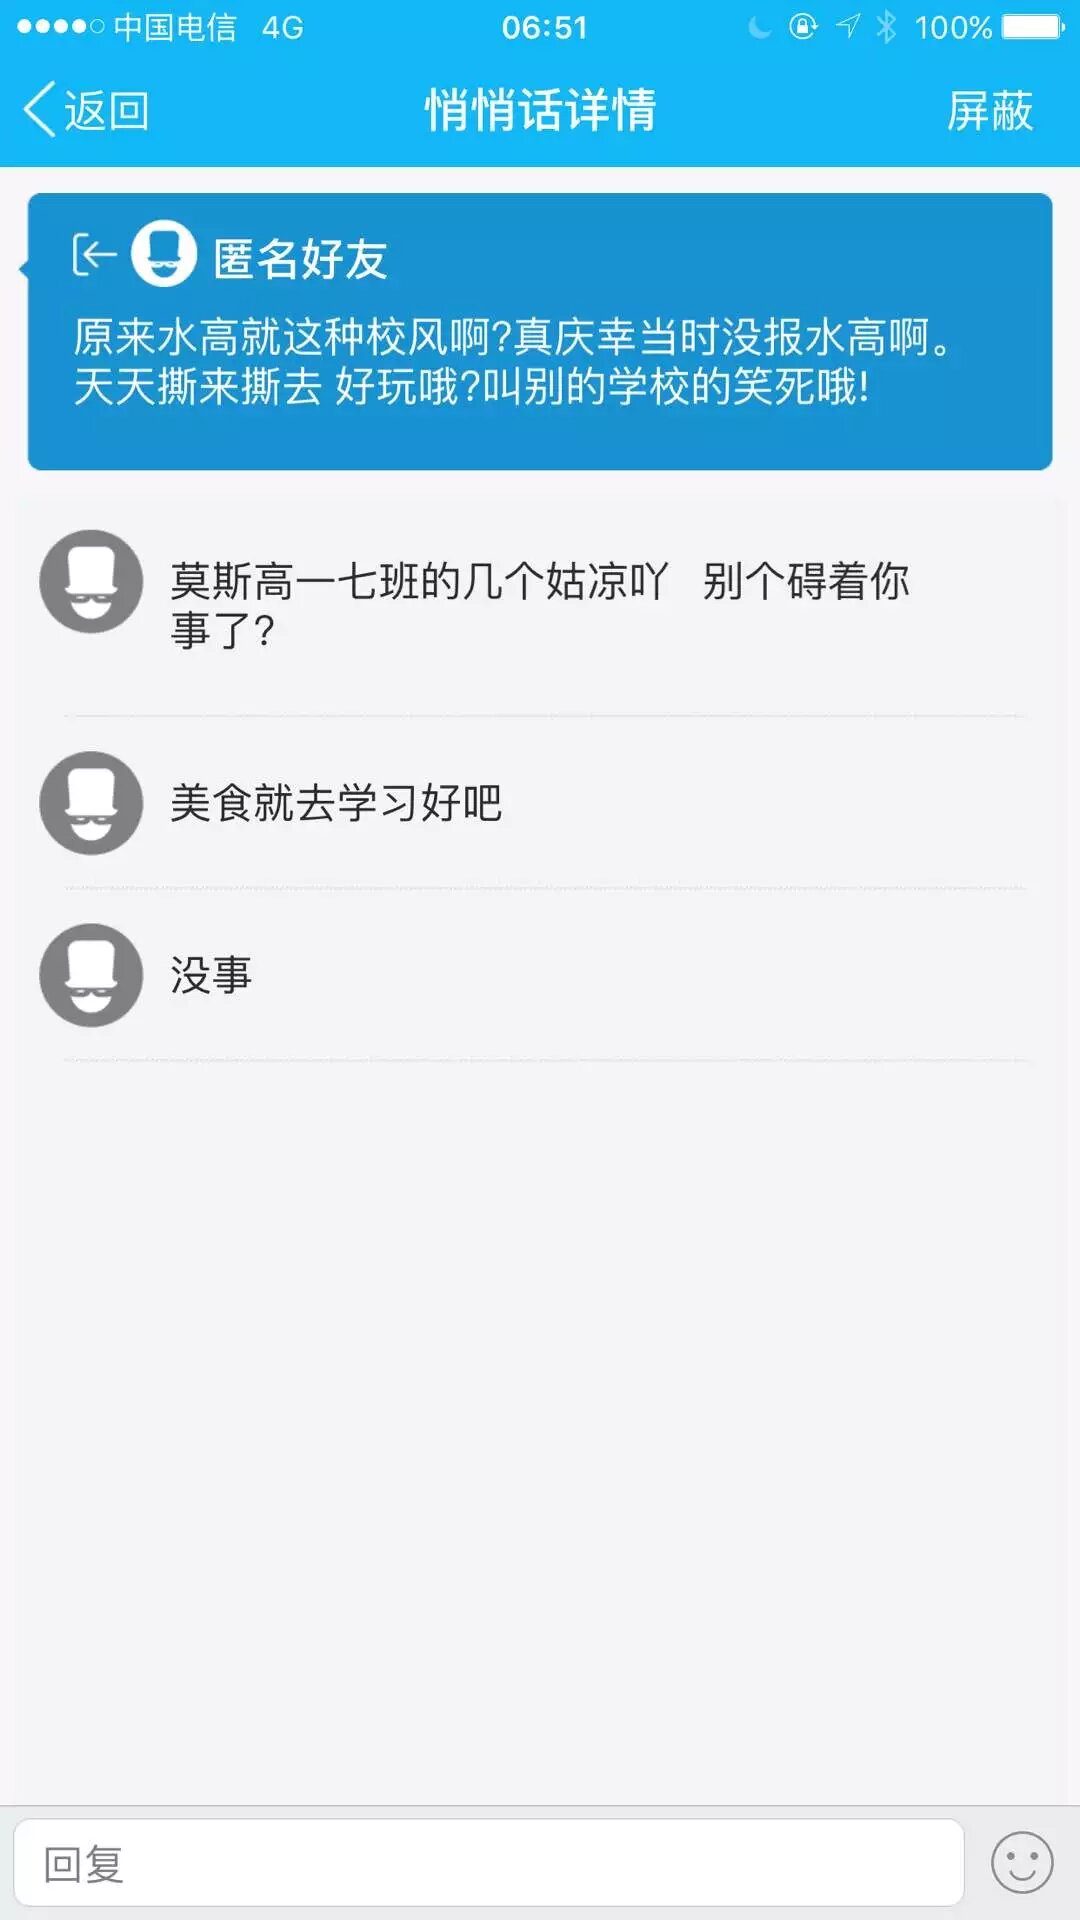 中国电信 4G 06:51 100%
返回 悄悄话详情 屏蔽
匿名好友
原来水高就这种校风啊?真庆幸当时没报水高啊。
天天撕来撕去 好玩哦?叫别的学校的笑死哦!
莫斯高一七班的几个姑凉吖 别个碍着你
事了?
美食就去学习好吧
没事
回复